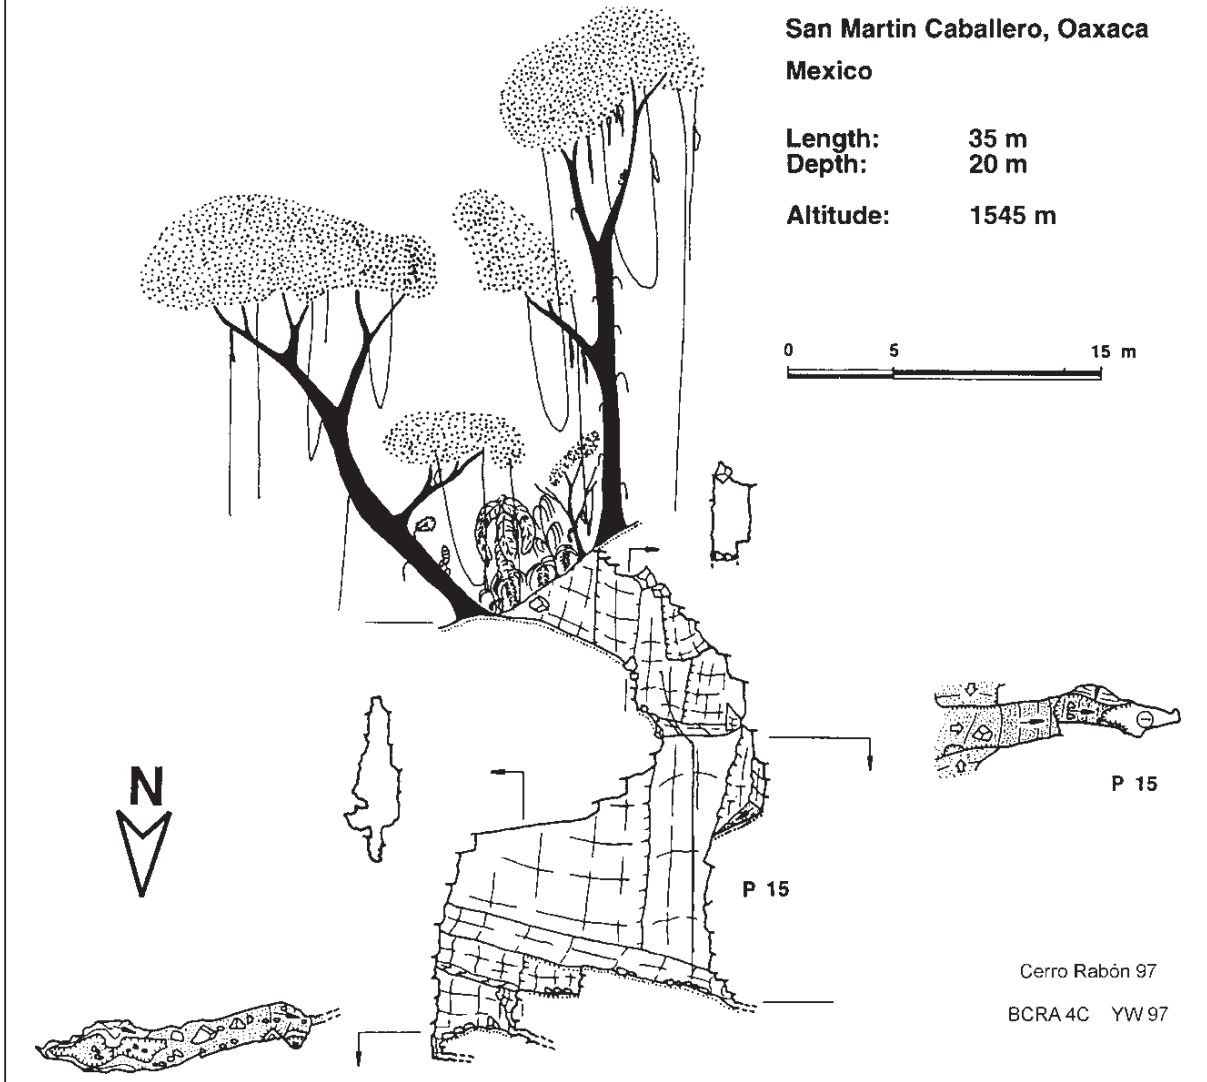 San Martin Caballero, Oaxaca
Mexico
Length: 35 m
Depth: 20 m
Altitude: 1545 m
0 5 15 m
P 15
N
P 15
Cerro Rabón 97
BCRA 4C YW 97